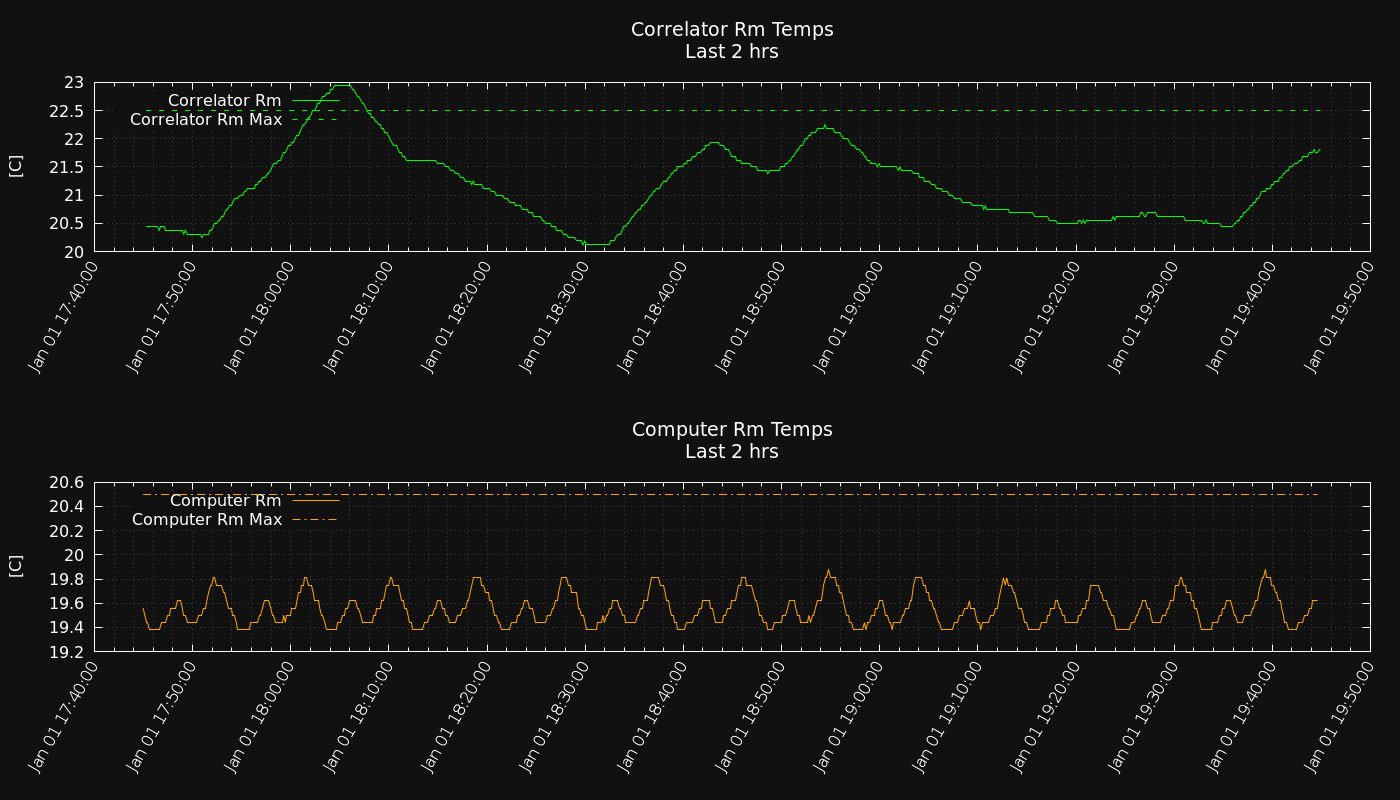 Correlator Rm Temps
Last 2 hrs
23
22.5
22
21.5
21
20.5
20
[C]
Correlator Rm
Correlator Rm Max
Jan 01 17:40:00
Jan 01 17:50:00
Jan 01 18:00:00
Jan 01 18:10:00
Jan 01 18:20:00
Jan 01 18:30:00
Jan 01 18:40:00
Jan 01 18:50:00
Jan 01 19:00:00
Jan 01 19:10:00
Jan 01 19:20:00
Jan 01 19:30:00
Jan 01 19:40:00
Jan 01 19:50:00
Computer Rm Temps
Last 2 hrs
20.6
20.4
20.2
20
19.8
19.6
19.4
19.2
[C]
Computer Rm
Computer Rm Max
Jan 01 17:40:00
Jan 01 17:50:00
Jan 01 18:00:00
Jan 01 18:10:00
Jan 01 18:20:00
Jan 01 18:30:00
Jan 01 18:40:00
Jan 01 18:50:00
Jan 01 19:00:00
Jan 01 19:10:00
Jan 01 19:20:00
Jan 01 19:30:00
Jan 01 19:40:00
Jan 01 19:50:00